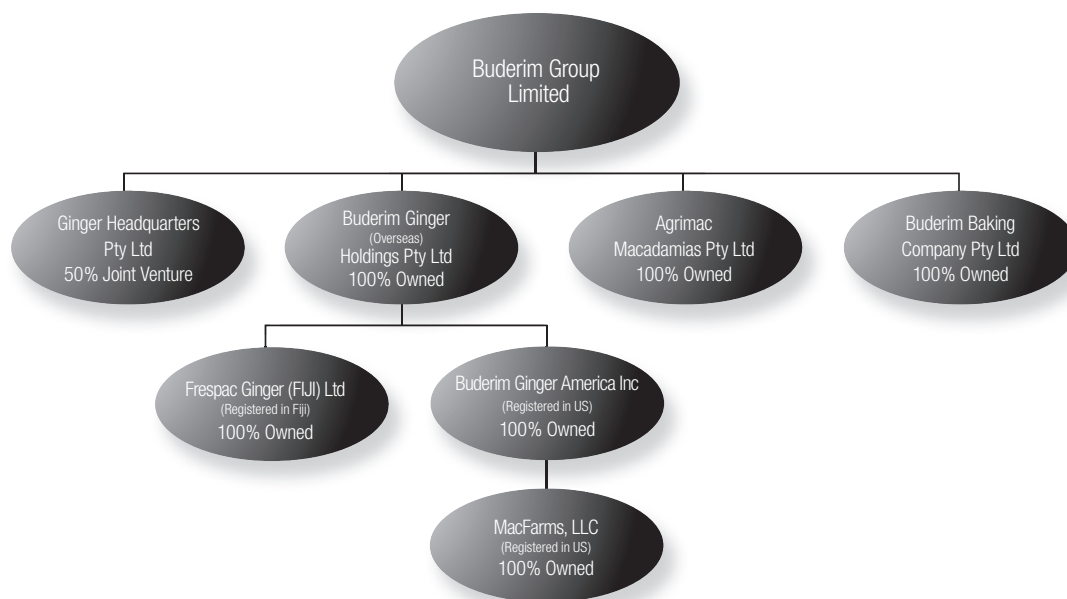 Buderim Group
Limited
Ginger Headquarters
Pty Ltd
50% Joint Venture
Buderim Ginger
(Overseas)
Holdings Pty Ltd
100% Owned
Agrimac
Macadamias Pty Ltd
100% Owned
Buderim Baking
Company Pty Ltd
100% Owned
Frespac Ginger (FIJI) Ltd
(Registered in Fiji)
100% Owned
Buderim Ginger America Inc
(Registered in US)
100% Owned
MacFarms, LLC
(Registered in US)
100% Owned